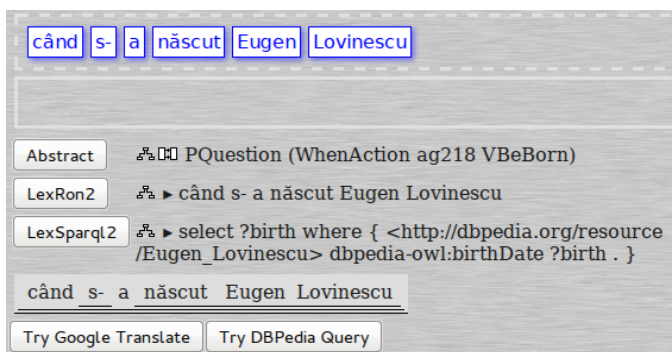 când s- a născut Eugen Lovinescu
Abstract PQuestion (WhenAction ag218 VBeBorn)
LexRon2 ▸ când s- a născut Eugen Lovinescu
LexSparql2 ▸ select ?birth where { <http://dbpedia.org/resource
/Eugen_Lovinescu> dbpedia-owl:birthDate ?birth . }
când s- a născut Eugen Lovinescu
Try Google Translate Try DBPedia Query